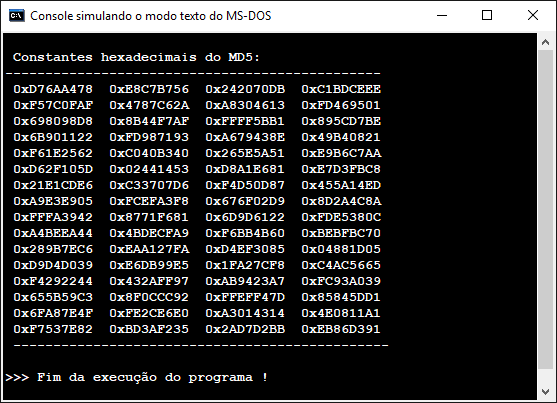 Console simulando o modo texto do MS-DOS
Constantes hexadecimais do MD5:
-----------------------------------------------
0xD76AA478 0xE8C7B756 0x242070DB 0xC1BDCEEE
0xF57C0FAF 0x4787C62A 0xA8304613 0xFD469501
0x698098D8 0x8B44F7AF 0xFFFF5BB1 0x895CD7BE
0x6B901122 0xFD987193 0xA679438E 0x49B40821
0xF61E2562 0xC040B340 0x265E5A51 0xE9B6C7AA
0xD62F105D 0x02441453 0xD8A1E681 0xE7D3FBC8
0x21E1CDE6 0xC33707D6 0xF4D50D87 0x455A14ED
0xA9E3E905 0xFCEFA3F8 0x676F02D9 0x8D2A4C8A
0xFFFA3942 0x8771F681 0x6D9D6122 0xFDE5380C
0xA4BEEA44 0x4BDECFA9 0xF6BB4B60 0xBEBFBC70
0x289B7EC6 0xEAA127FA 0xD4EF3085 0x04881D05
0xD9D4D039 0xE6DB99E5 0x1FA27CF8 0xC4AC5665
0xF4292244 0x432AFF97 0xAB9423A7 0xFC93A039
0x655B59C3 0x8F0CCC92 0xFFEFF47D 0x85845DD1
0x6FA87E4F 0xFE2CE6E0 0xA3014314 0x4E0811A1
0xF7537E82 0xBD3AF235 0x2AD7D2BB 0xEB86D391
-----------------------------------------------
>>> Fim da execução do programa !